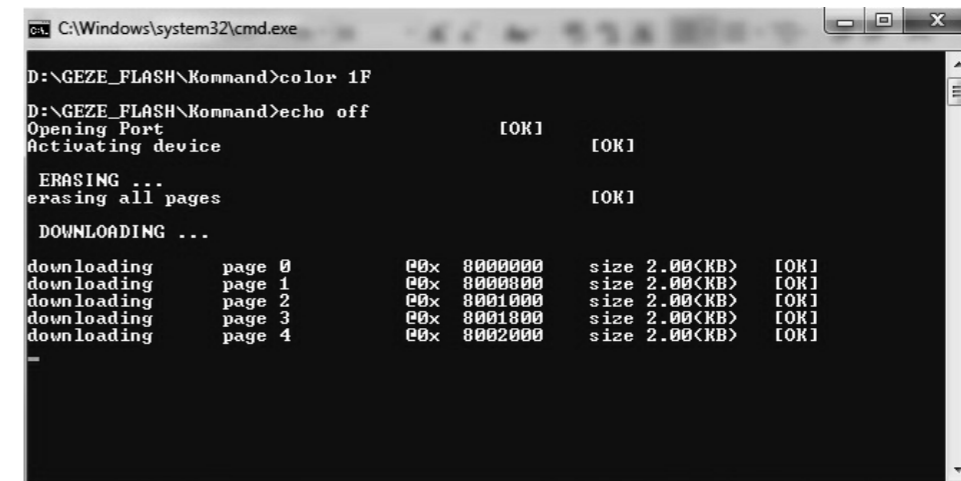 C:\Windows\system32\cmd.exe
D:\GEZE_FLASH\Kommand>color 1F
D:\GEZE_FLASH\Kommand>echo off
Opening Port [OK]
Activating device [OK]
ERASING ...
erasing all pages [OK]
DOWNLOADING ...
downloading page 0 @0x 8000000 size 2.00(KB) [OK]
downloading page 1 @0x 8000800 size 2.00(KB) [OK]
downloading page 2 @0x 8001000 size 2.00(KB) [OK]
downloading page 3 @0x 8001800 size 2.00(KB) [OK]
downloading page 4 @0x 8002000 size 2.00(KB) [OK]